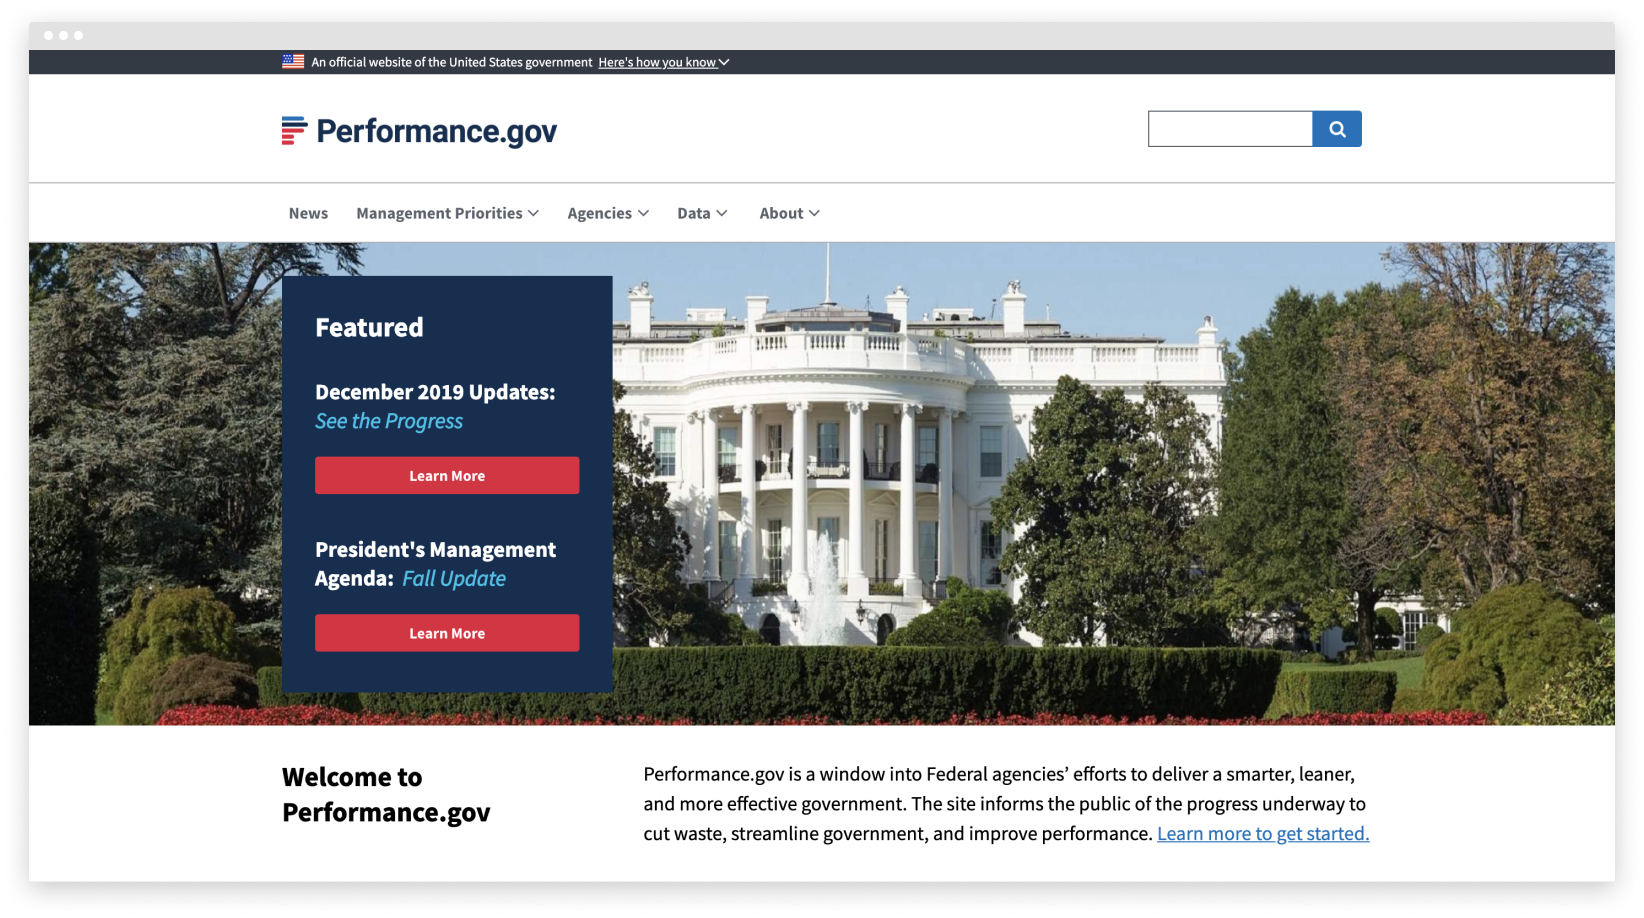 An official website of the United States government Here's how you know
Performance.gov
News Management Priorities Agencies Data About
Featured
December 2019 Updates:
See the Progress
Learn More
President's Management
Agenda: Fall Update
Learn More
Welcome to
Performance.gov
Performance.gov is a window into Federal agencies’ efforts to deliver a smarter, leaner,
and more effective government. The site informs the public of the progress underway to
cut waste, streamline government, and improve performance. Learn more to get started.